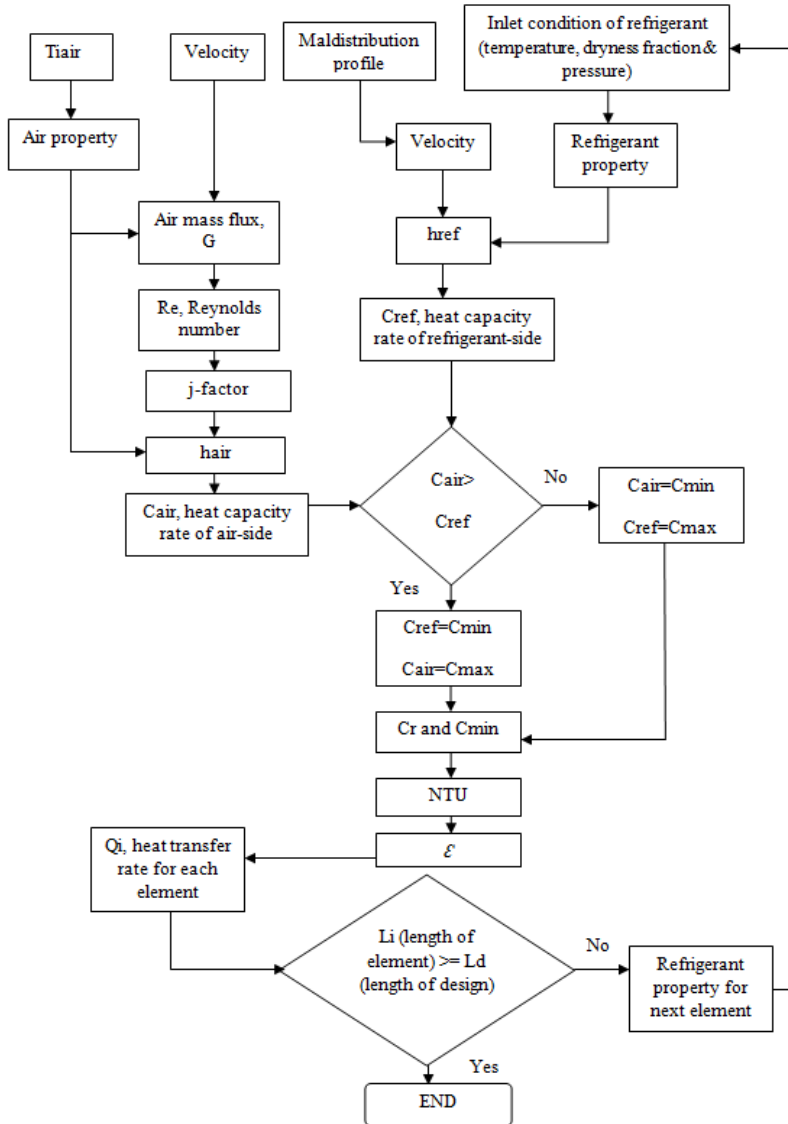 Tiair
Velocity
Maldistribution
profile
Inlet condition of refrigerant
(temperature, dryness fraction &
pressure)
Air property
Velocity
Refrigerant
property
Air mass flux,
G
href
Re, Reynolds
number
Cref, heat capacity
rate of refrigerant-side
j-factor
hair
Cair, heat capacity
rate of air-side
Cair>
Cref
No
Cair=Cmin
Cref=Cmax
Yes
Cref=Cmin
Cair=Cmax
Cr and Cmin
NTU
ε
Qi, heat transfer
rate for each
element
Li (length of
element) >= Ld
(length of design)
No
Refrigerant
property for
next element
Yes
END